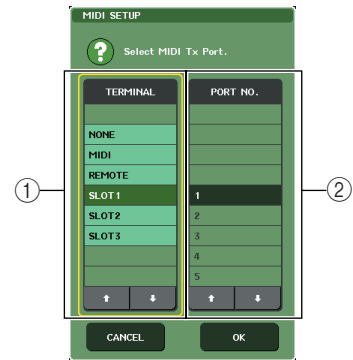 MIDI SETUP
?
Select MIDI Tx Port.
TERMINAL
PORT NO.
NONE
MIDI
REMOTE
SLOT1
1
SLOT2
2
SLOT3
3
4
5
①
②
CANCEL
OK